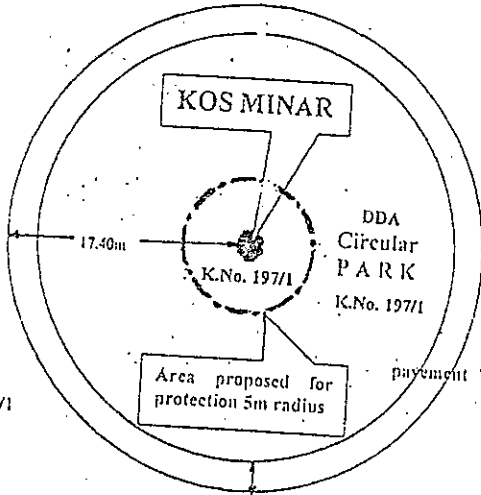 KOS MINAR
DDA
Circular
PARK
K.No. 197/1
17.40m
K.No. 197/1
Area proposed for
protection 5m radius
pavement
/1